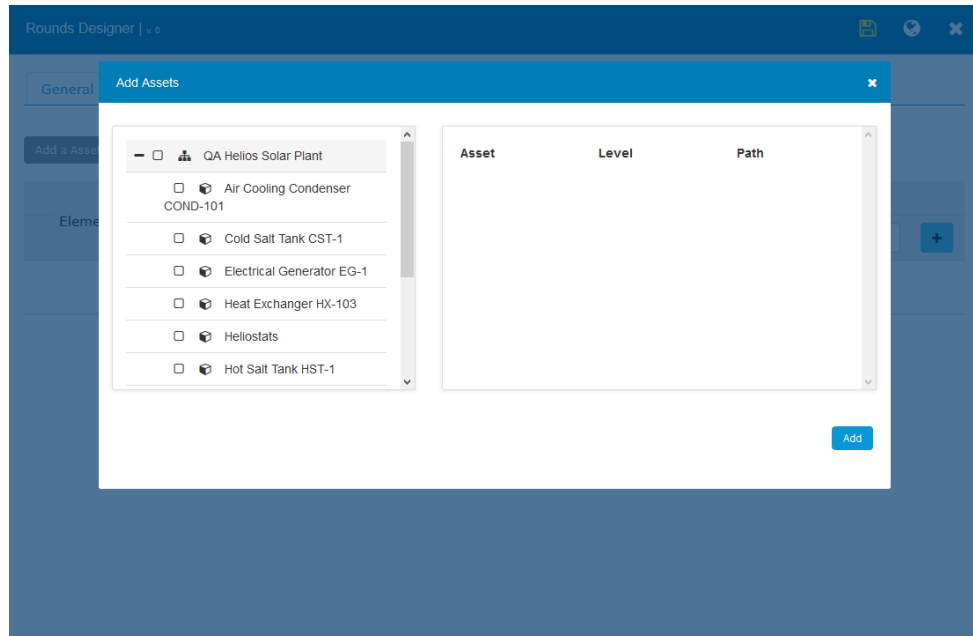 Rounds Designer | v. 0
Add Assets
General
Add a Asse
Eleme
QA Helios Solar Plant
Air Cooling Condenser
COND-101
Cold Salt Tank CST-1
Electrical Generator EG-1
Heat Exchanger HX-103
Heliostats
Hot Salt Tank HST-1
Asset Level Path
Add